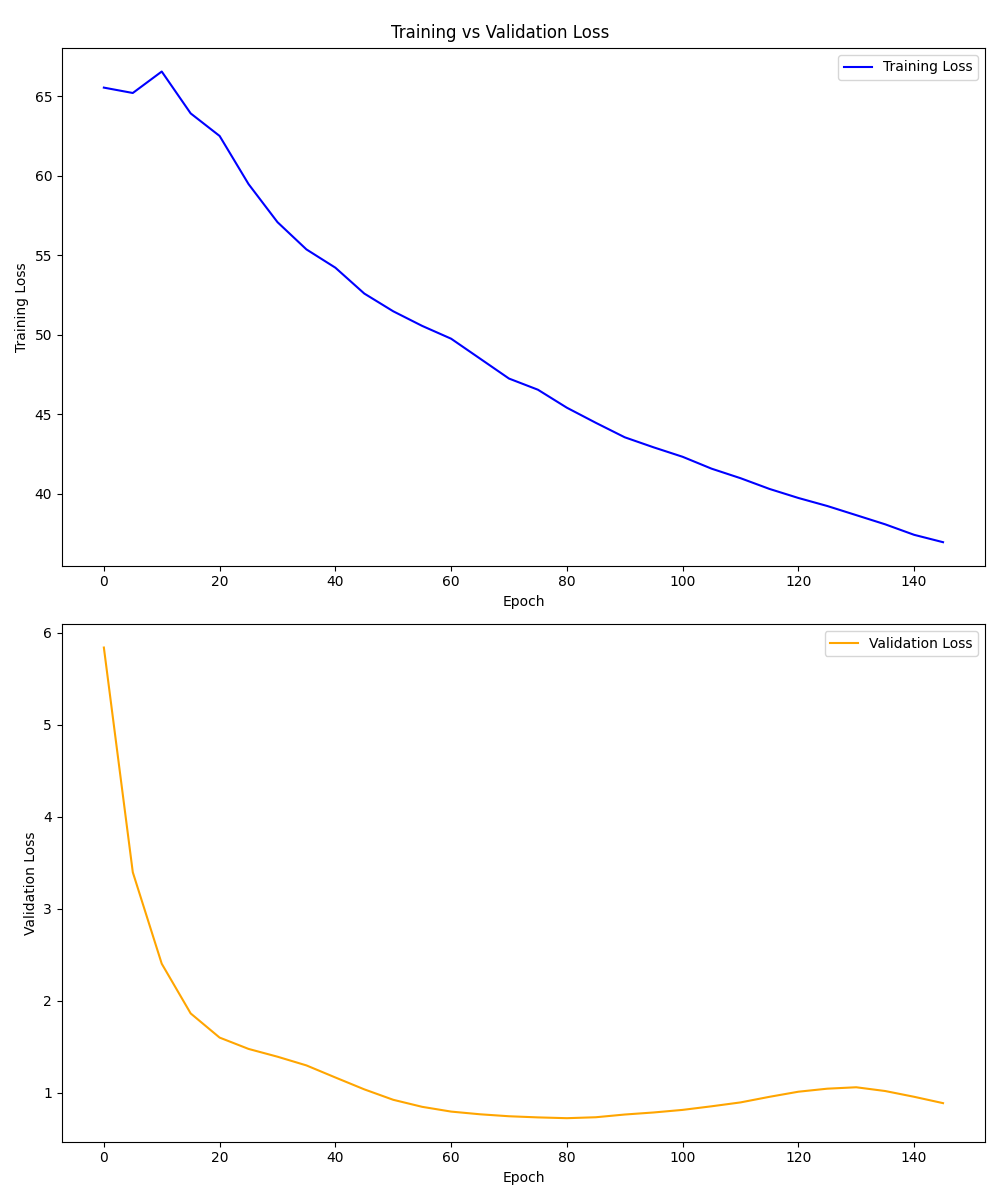 Training vs Validation Loss
Training Loss
65
60
55
50
45
40
Training Loss
0 20 40 60 80 100 120 140
Epoch
Validation Loss
6
5
4
3
2
1
Validation Loss
0 20 40 60 80 100 120 140
Epoch